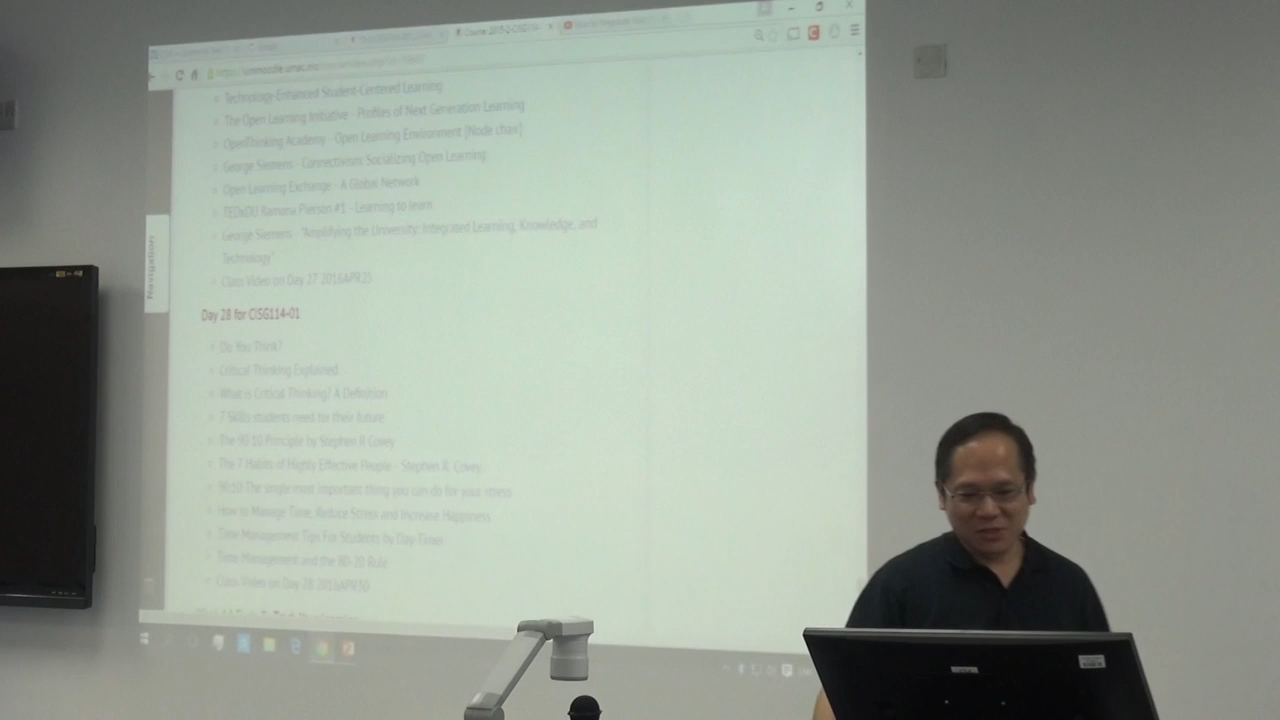 Technology-Enhanced Student-Centered Learning
The Open Learning Initiative - Profiles of Next Generation Learning
OpenThinking Academy - Open Learning Environment [Node chair]
George Siemens - Connectivism: Socializing Open Learning
Open Learning Exchange - A Global Network
TEDxDU Ramona Pierson #1 - Learning to learn
George Siemens - "Amplifying the University: Integrated Learning, Knowledge, and
Technology"
Class Video on Day 27 2016APR25
Navigation
Day 28 for CISG114-01
Do You Think?
Critical Thinking Explained
What is Critical Thinking? A Definition
7 Skills students need for their future
The 90-10 Principle by Stephen R Covey
The 7 Habits of Highly Effective People - Stephen R. Covey
90:10 The single most important thing you can do for your stress
How to Manage Time, Reduce Stress and Increase Happiness
Time Management Tips For Students by Day-Timer
Time Management and the 80-20 Rule
Class Video on Day 28 2016APR30